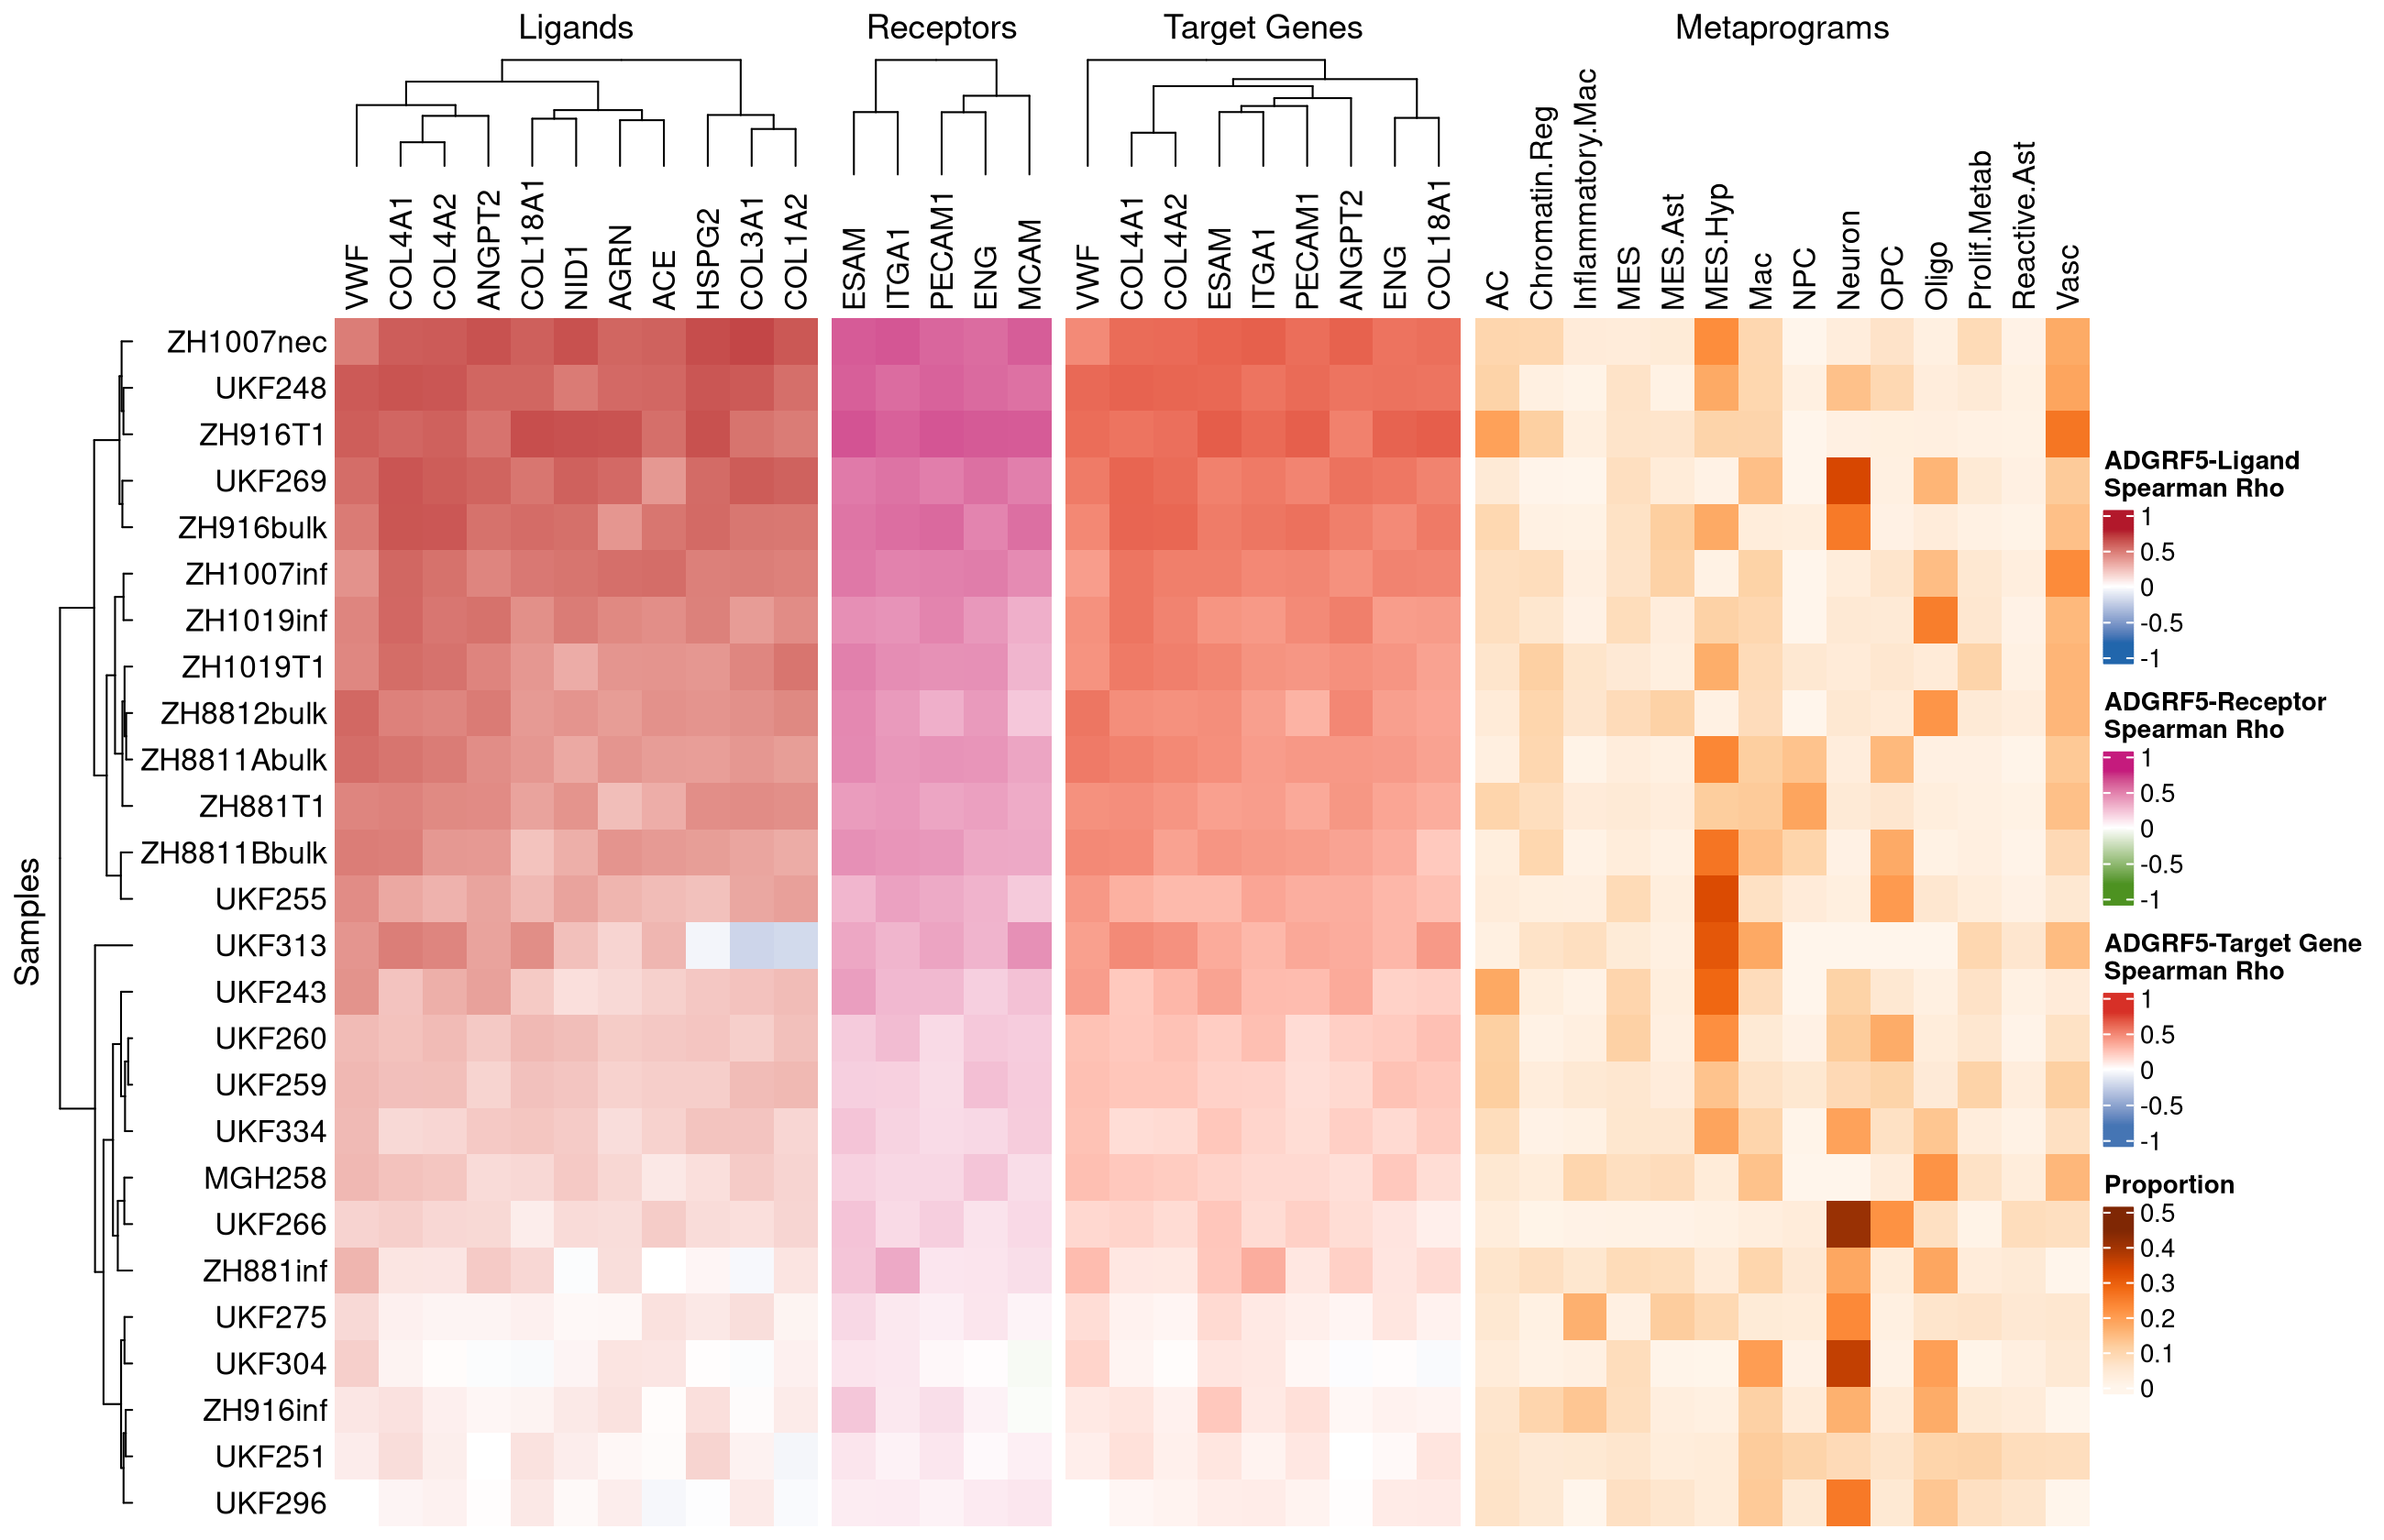 Ligands
Receptors
Target Genes
Metaprograms
VWF
COL4A1
COL4A2
ANGPT2
COL18A1
NID1
AGRN
ACE
HSPG2
COL3A1
COL1A2
ESAM
ITGA1
PECAM1
ENG
MCAM
VWF
COL4A1
COL4A2
ESAM
ITGA1
PECAM1
ANGPT2
ENG
COL18A1
AC
Chromatin.Reg
Inflammatory.Mac
MES
MES.Ast
MES.Hyp
Mac
NPC
Neuron
OPC
Oligo
Prolif.Metab
Reactive.Ast
Vasc
Samples
ZH1007nec
UKF248
ZH916T1
UKF269
ZH916bulk
ZH1007inf
ZH1019inf
ZH1019T1
ZH8812bulk
ZH8811Abulk
ZH881T1
ZH8811Bbulk
UKF255
UKF313
UKF243
UKF260
UKF259
UKF334
MGH258
UKF266
ZH881inf
UKF275
UKF304
ZH916inf
UKF251
UKF296
ADGRF5-Ligand
Spearman Rho
1
0.5
0
-0.5
-1
ADGRF5-Receptor
Spearman Rho
1
0.5
0
-0.5
-1
ADGRF5-Target Gene
Spearman Rho
1
0.5
0
-0.5
-1
Proportion
0.5
0.4
0.3
0.2
0.1
0